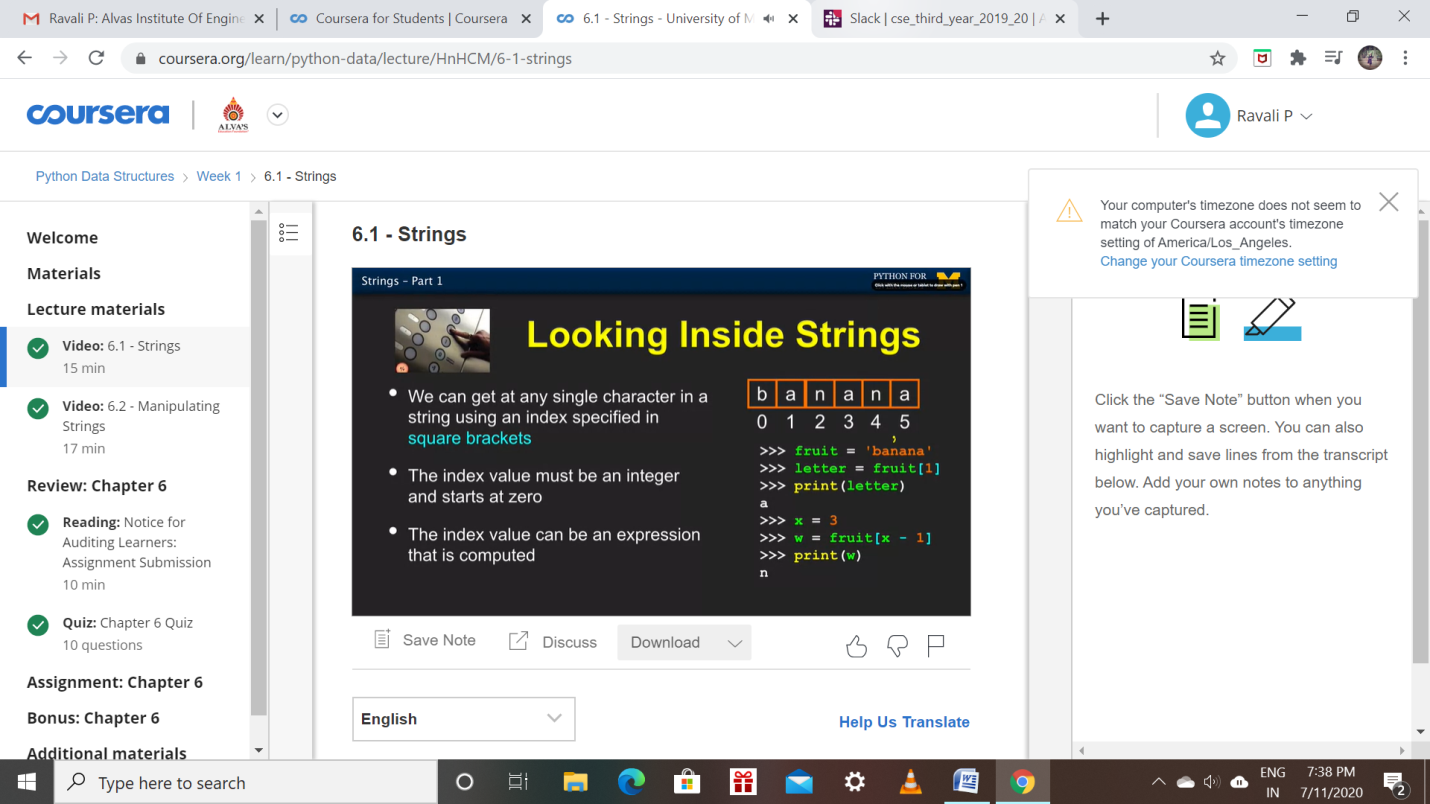 Ravali P: Alvas Institute Of Engine
Coursera for Students | Coursera
6.1 - Strings - University of M
Slack | cse_third_year_2019_20 | A
coursera.org/learn/python-data/lecture/HnHCM/6-1-strings
coursera
ALVA'S
Ravali P
Python Data Structures > Week 1 > 6.1 - Strings
Your computer's timezone does not seem to
match your Coursera account's timezone
setting of America/Los_Angeles.
Change your Coursera timezone setting
Welcome
Materials
Lecture materials
Video: 6.1 - Strings
15 min
Video: 6.2 - Manipulating
Strings
17 min
Review: Chapter 6
Reading: Notice for
Auditing Learners:
Assignment Submission
10 min
Quiz: Chapter 6 Quiz
10 questions
Assignment: Chapter 6
Bonus: Chapter 6
Additional materials
6.1 - Strings
Strings - Part 1
PYTHON FOR
Click with the mouse or tablet to draw with pen 1
Looking Inside Strings
• We can get at any single character in a
string using an index specified in
square brackets
• The index value must be an integer
and starts at zero
• The index value can be an expression
that is computed
b a n a n a
0 1 2 3 4 5
>>> fruit = 'banana'
>>> letter = fruit[1]
>>> print(letter)
a
>>> x = 3
>>> w = fruit[x - 1]
>>> print(w)
n
Save Note
Discuss
Download
English
Help Us Translate
Click the “Save Note” button when you
want to capture a screen. You can also
highlight and save lines from the transcript
below. Add your own notes to anything
you’ve captured.
Type here to search
ENG
IN
7:38 PM
7/11/2020
2